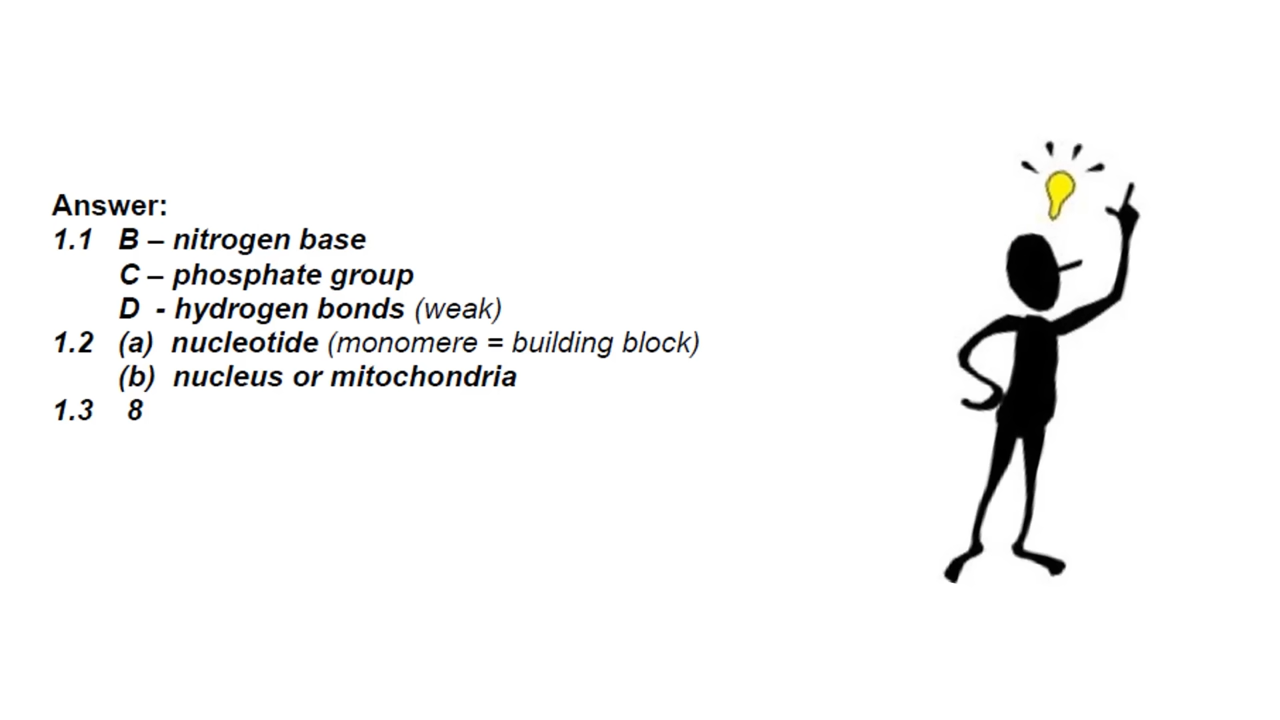 Answer:
1.1 B – nitrogen base
C – phosphate group
D - hydrogen bonds (weak)
1.2 (a) nucleotide (monomere = building block)
(b) nucleus or mitochondria
1.3 8